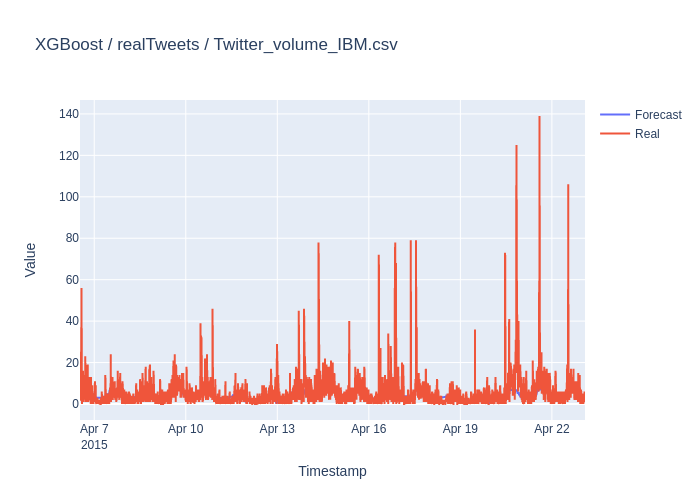 XGBoost / realTweets / Twitter_volume_IBM.csv
Forecast
Real
Value
140
120
100
80
60
40
20
0
Apr 7
2015
Apr 10
Apr 13
Apr 16
Apr 19
Apr 22
Timestamp